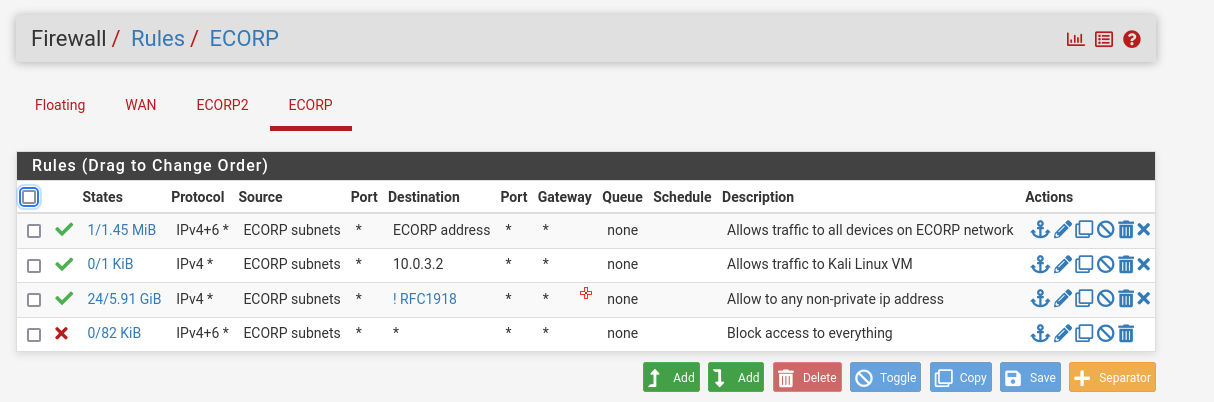 Firewall / Rules / ECORP
Floating WAN ECORP2 ECORP
Rules (Drag to Change Order)
States Protocol Source Port Destination Port Gateway Queue Schedule Description Actions
1/1.45 MiB IPv4+6 * ECORP subnets * ECORP address * * none Allows traffic to all devices on ECORP network
0/1 KiB IPv4 * ECORP subnets * 10.0.3.2 * * none Allows traffic to Kali Linux VM
24/5.91 GiB IPv4 * ECORP subnets * ! RFC1918 * * none Allow to any non-private ip address
0/82 KiB IPv4+6 * ECORP subnets * * * * none Block access to everything
Add Add Delete Toggle Copy Save Separator